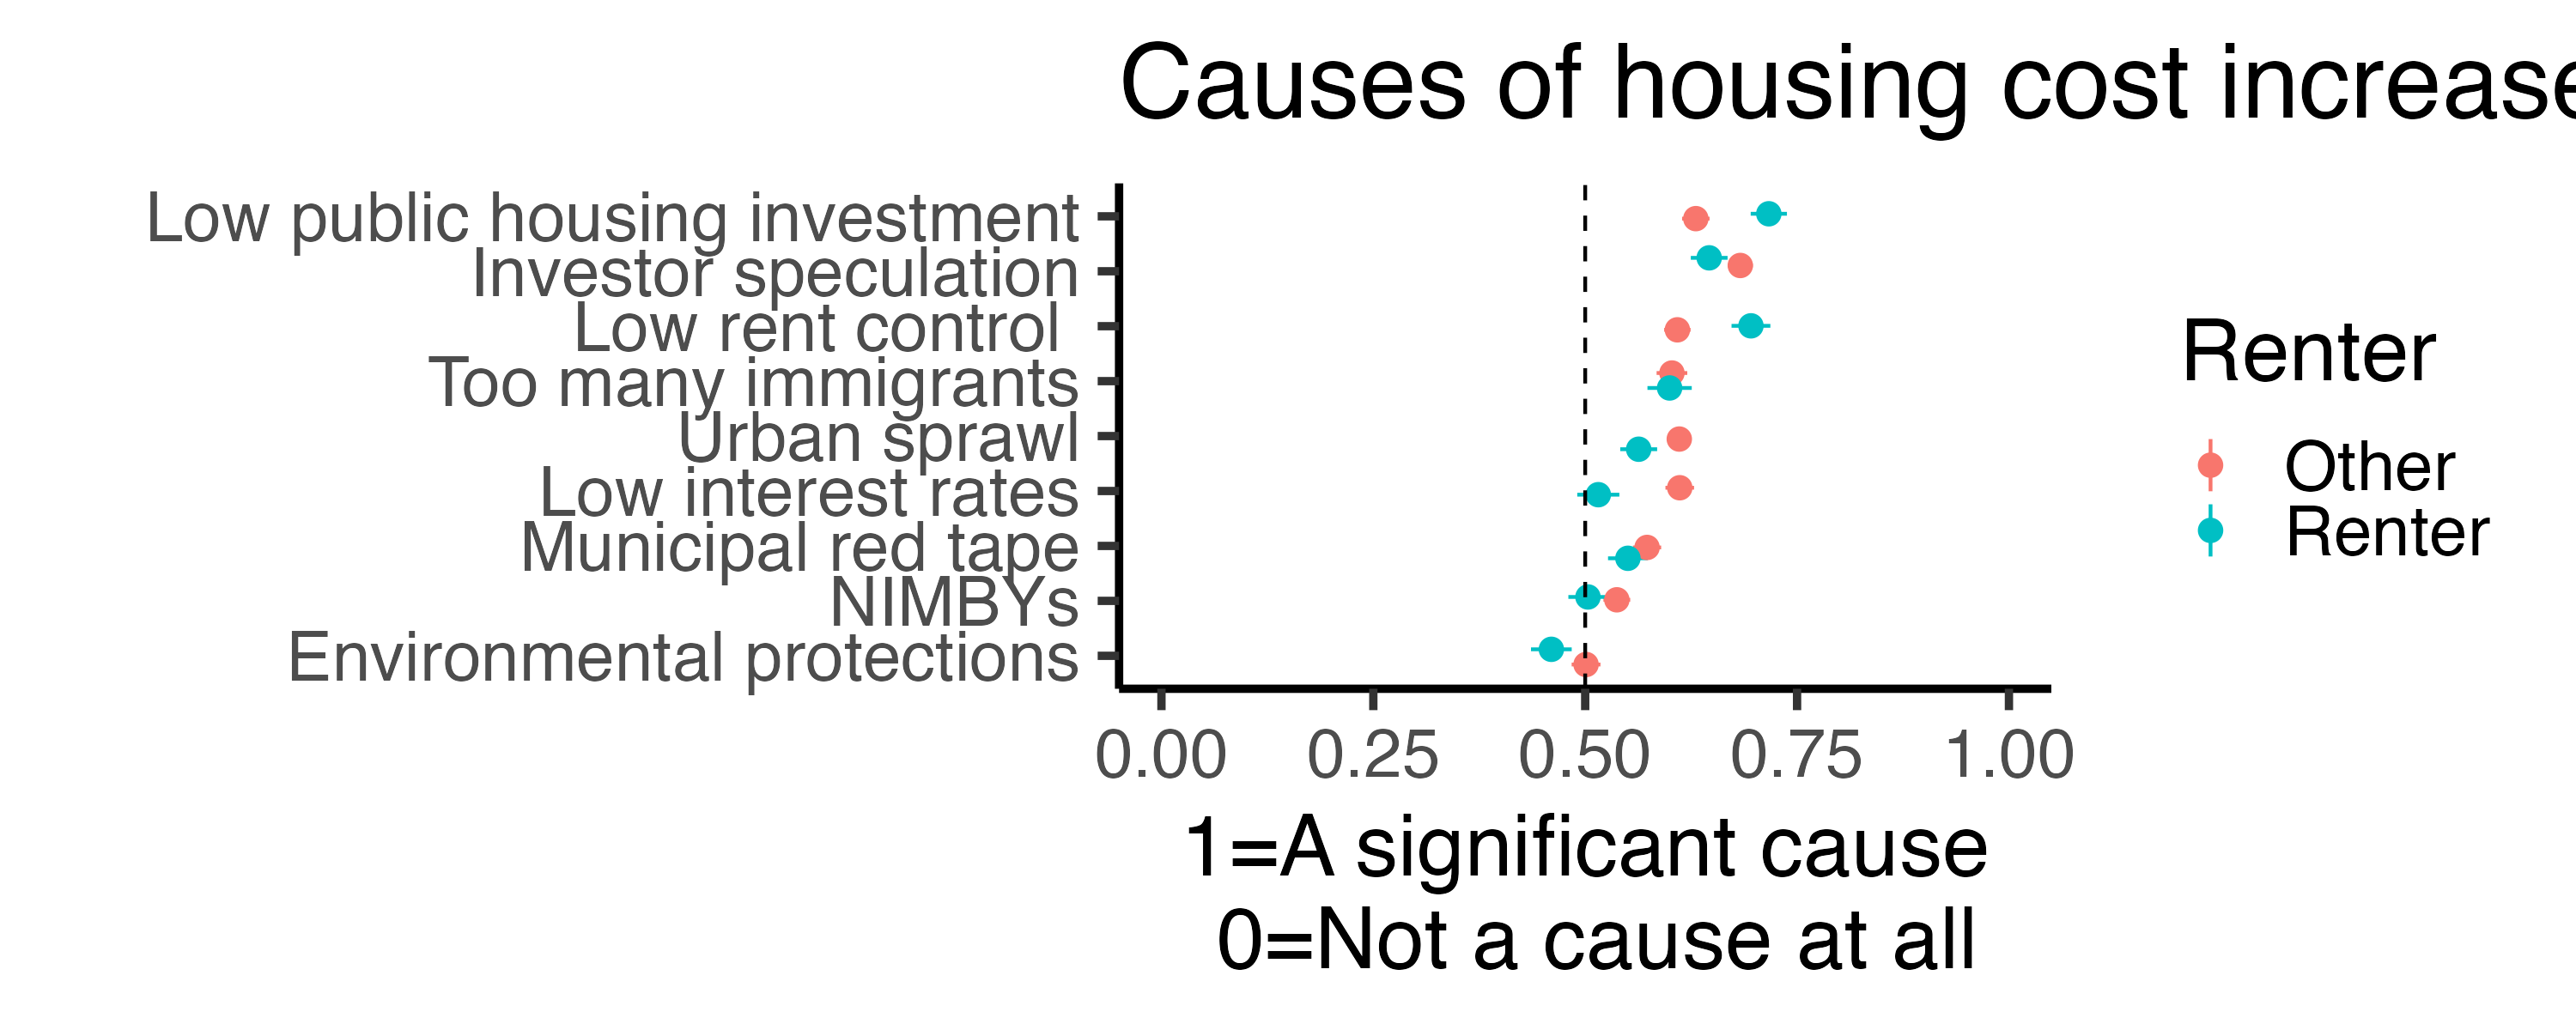 Causes of housing cost increase
Low public housing investment
Investor speculation
Low rent control
Too many immigrants
Urban sprawl
Low interest rates
Municipal red tape
NIMBYs
Environmental protections
0.00 0.25 0.50 0.75 1.00
1=A significant cause
0=Not a cause at all
Renter
Other
Renter